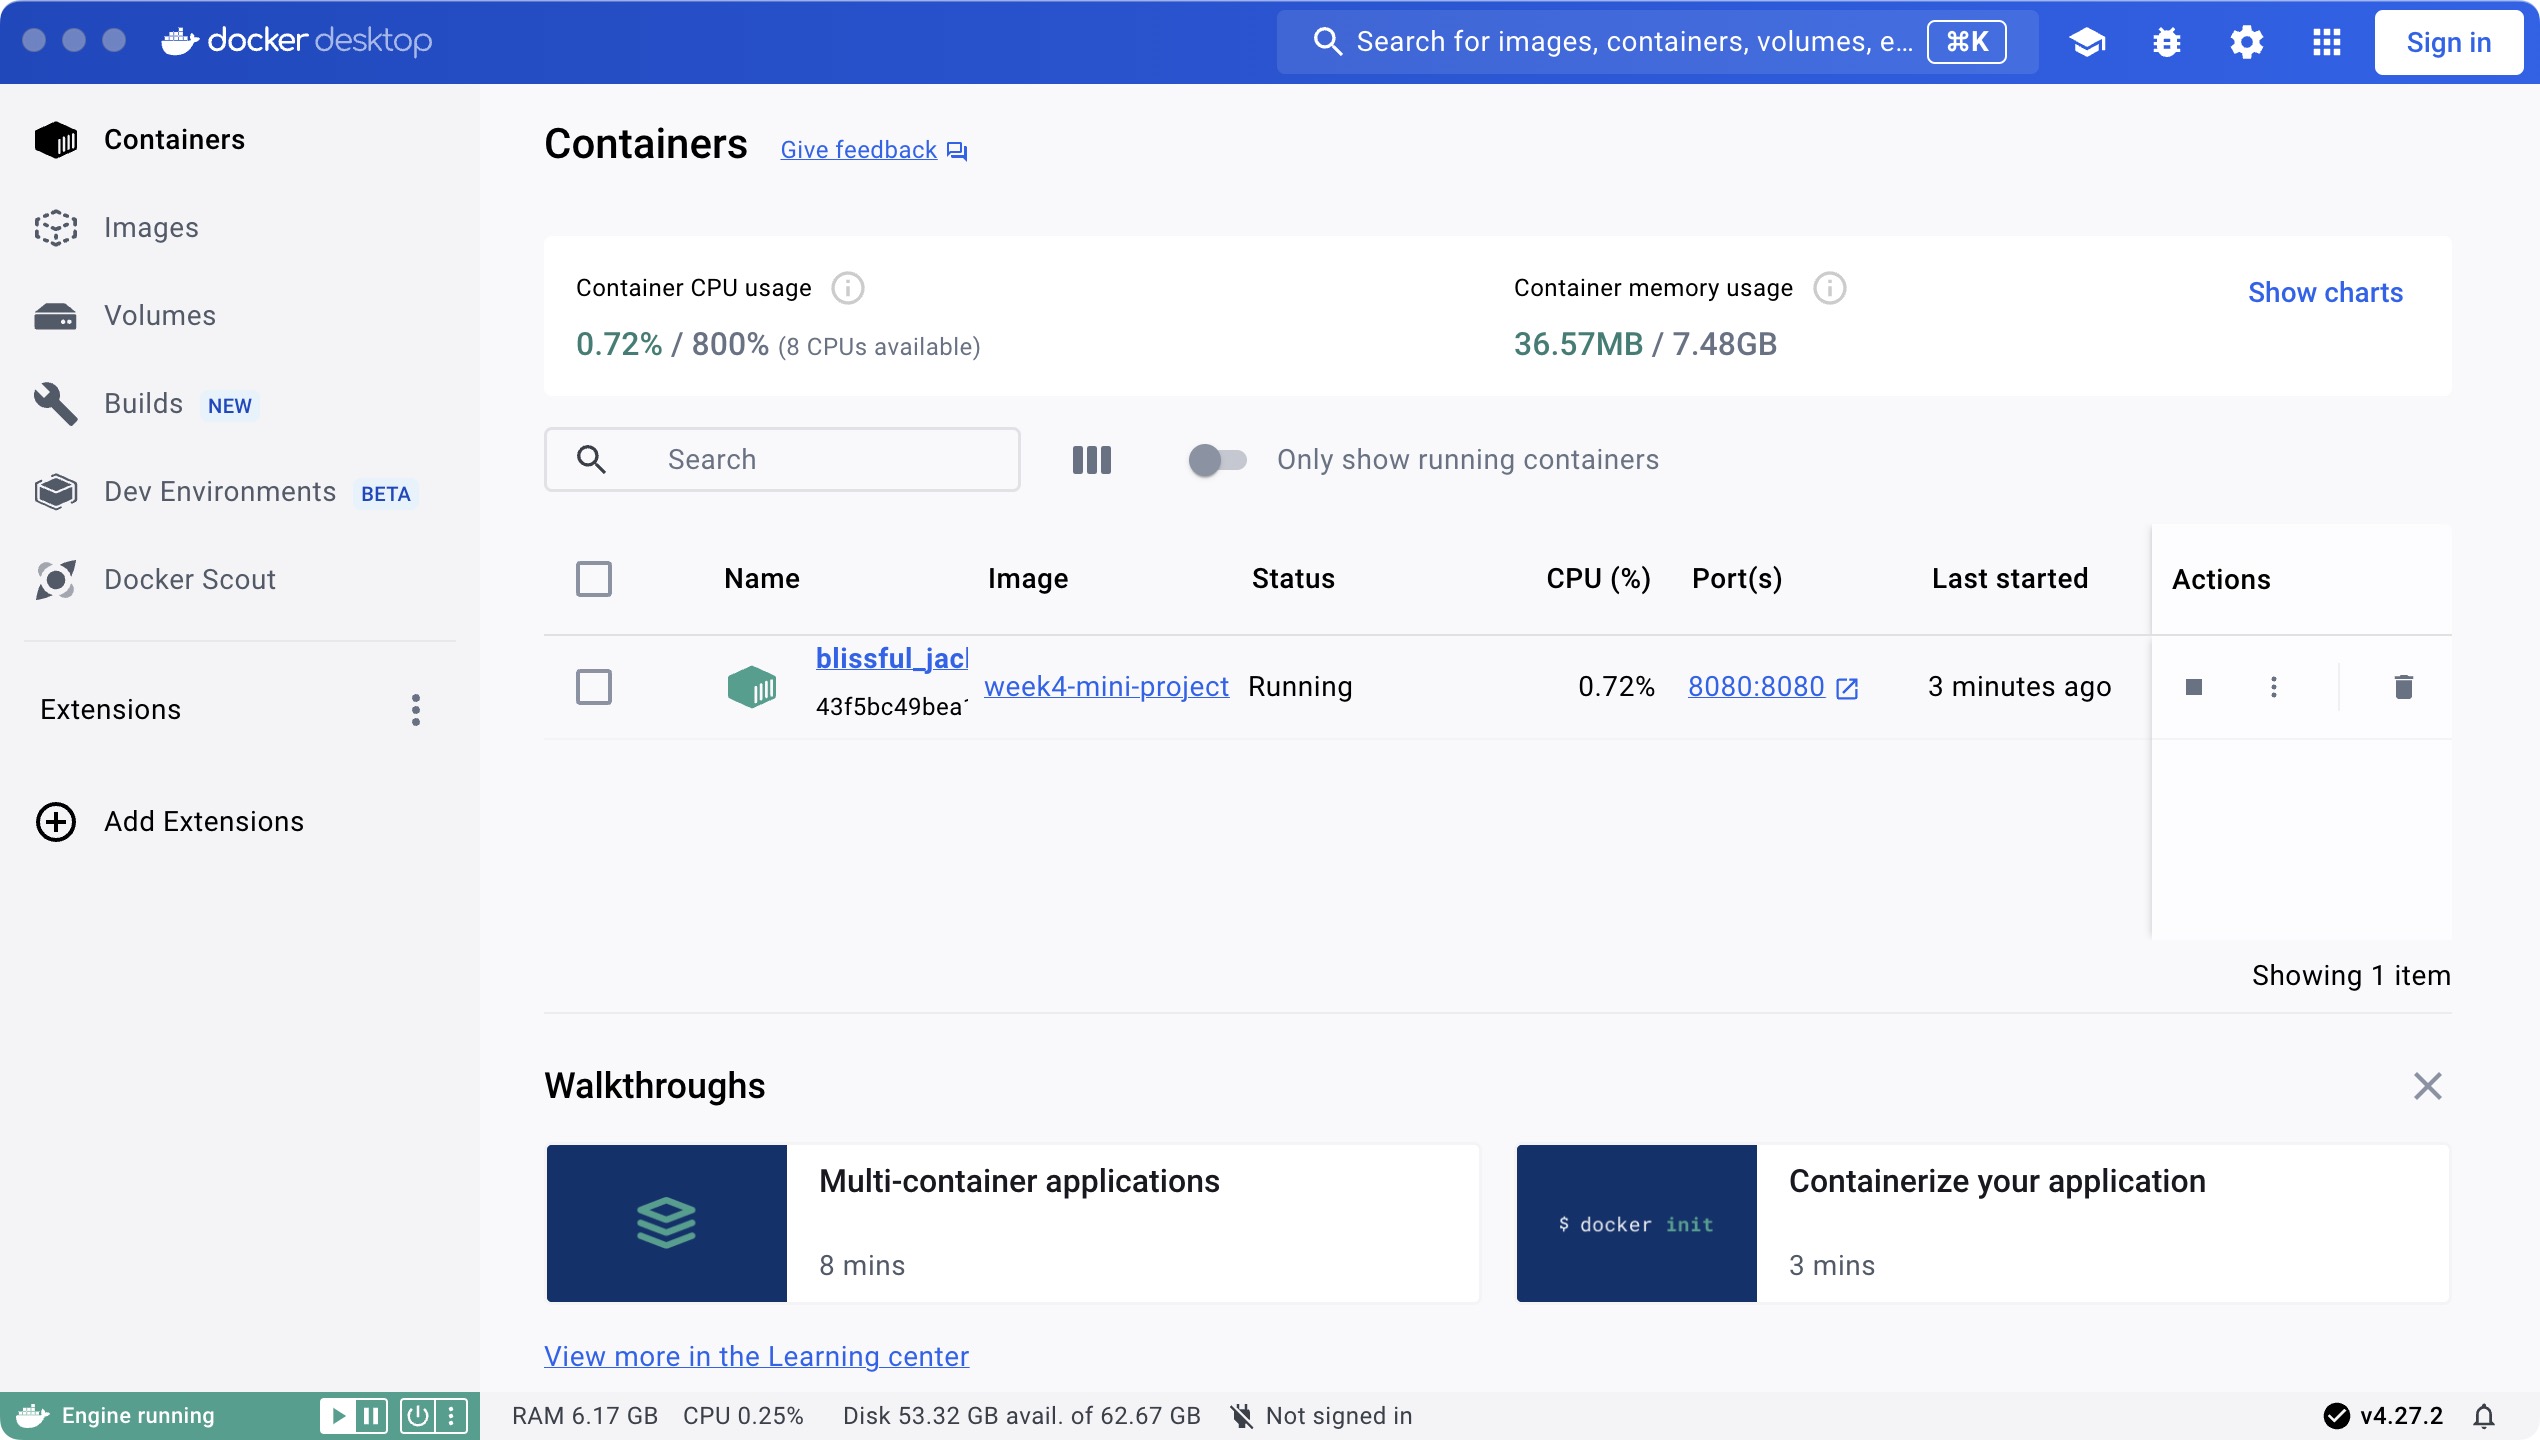 docker desktop
Search for images, containers, volumes, e... ⌘K
Sign in
Containers
Images
Volumes
Builds NEW
Dev Environments BETA
Docker Scout
Extensions
Add Extensions
Containers Give feedback
Container CPU usage
0.72% / 800% (8 CPUs available)
Container memory usage
36.57MB / 7.48GB
Show charts
Search
Only show running containers
Name Image Status CPU (%) Port(s) Last started Actions
blissful_jac
43f5bc49bea
week4-mini-project Running 0.72% 8080:8080 3 minutes ago
Showing 1 item
Walkthroughs
Multi-container applications
8 mins
$ docker init
Containerize your application
3 mins
View more in the Learning center
Engine running
RAM 6.17 GB CPU 0.25% Disk 53.32 GB avail. of 62.67 GB Not signed in
v4.27.2